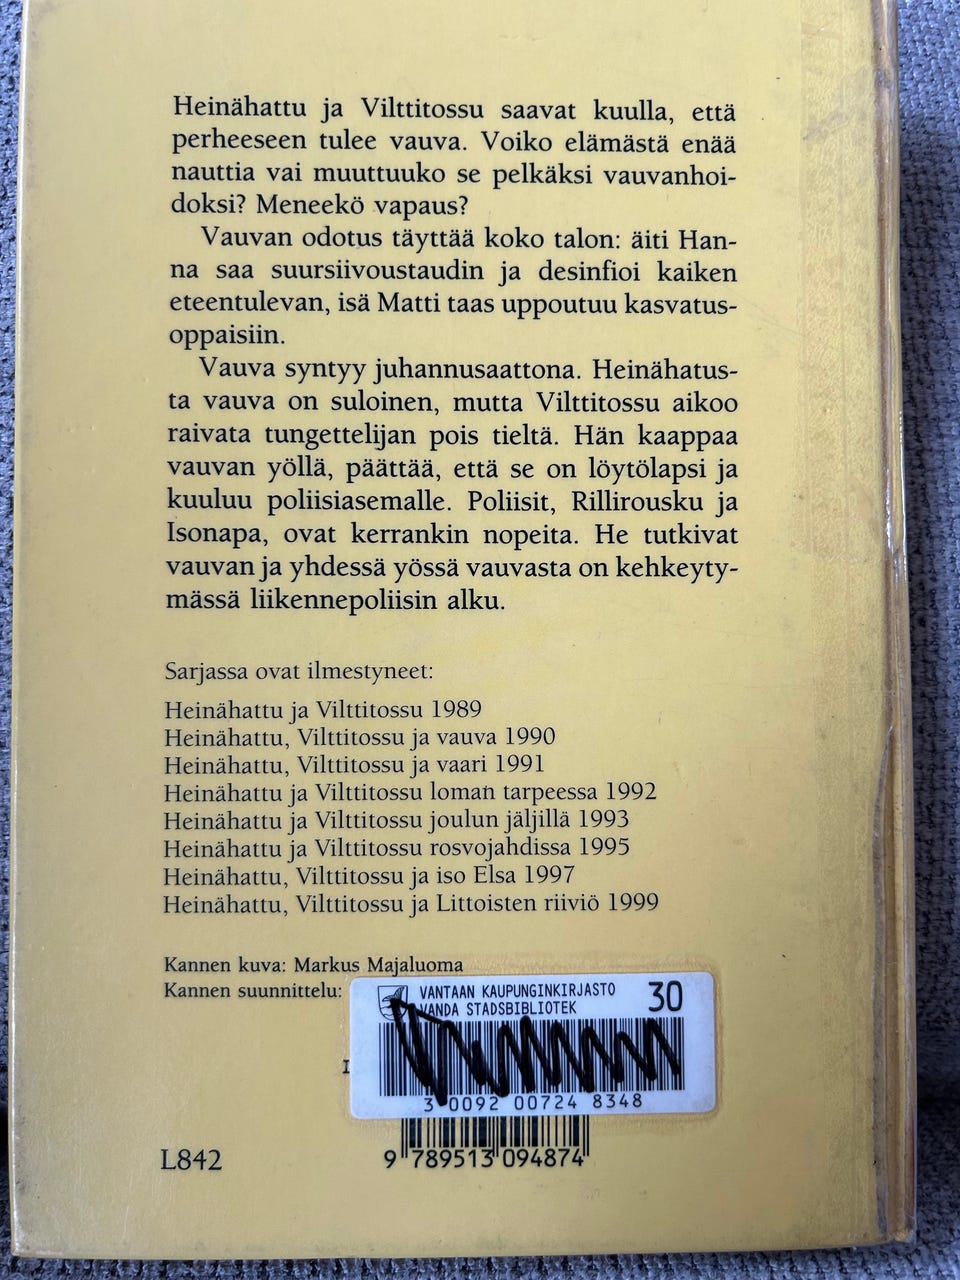 Heinähattu ja Vilttitossu saavat kuulla, että
perheeseen tulee vauva. Voiko elämästä enää
nauttia vai muuttuuko se pelkäksi vauvanhoi-
doksi? Meneekö vapaus?
Vauvan odotus täyttää koko talon: äiti Han-
na saa suursiivoustaudin ja desinfioi kaiken
eteentulevan, isä Matti taas uppoutuu kasvatus-
oppaisiin.
Vauva syntyy juhannusaattona. Heinähatus-
ta vauva on suloinen, mutta Vilttitossu aikoo
raivata tungettelijan pois tieltä. Hän kaappaa
vauvan yöllä, päättää, että se on löytölapsi ja
kuuluu poliisiasemalle. Poliisit, Rillirousku ja
Isonapa, ovat kerrankin nopeita. He tutkivat
vauvan ja yhdessä yössä vauvasta on kehkeyty-
mässä liikennepoliisin alku.
Sarjassa ovat ilmestyneet:
Heinähattu ja Vilttitossu 1989
Heinähattu, Vilttitossu ja vauva 1990
Heinähattu, Vilttitossu ja vaari 1991
Heinähattu ja Vilttitossu loman tarpeessa 1992
Heinähattu ja Vilttitossu joulun jäljillä 1993
Heinähattu ja Vilttitossu rosvojahdissa 1995
Heinähattu, Vilttitossu ja iso Elsa 1997
Heinähattu, Vilttitossu ja Littoisten riiviö 1999
Kannen kuva: Markus Majaluoma
Kannen suunnittelu:
VANTAAN KAUPUNGINKIRJASTO 30
VANDA STADSBIBLIOTEK
3 0092 00724 8348
L842
9 789513 094874